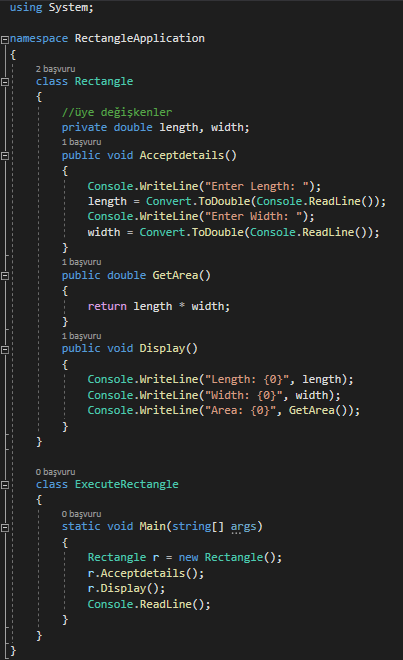 using System;
namespace RectangleApplication
{
2 başvuru
class Rectangle
{
//üye değişkenler
private double length, width;
1 başvuru
public void Acceptdetails()
{
Console.WriteLine("Enter Length: ");
length = Convert.ToDouble(Console.ReadLine());
Console.WriteLine("Enter Width: ");
width = Convert.ToDouble(Console.ReadLine());
}
1 başvuru
public double GetArea()
{
return length * width;
}
1 başvuru
public void Display()
{
Console.WriteLine("Length: {0}", length);
Console.WriteLine("Width: {0}", width);
Console.WriteLine("Area: {0}", GetArea());
}
}
0 başvuru
class ExecuteRectangle
{
0 başvuru
static void Main(string[] args)
{
Rectangle r = new Rectangle();
r.Acceptdetails();
r.Display();
Console.ReadLine();
}
}
}